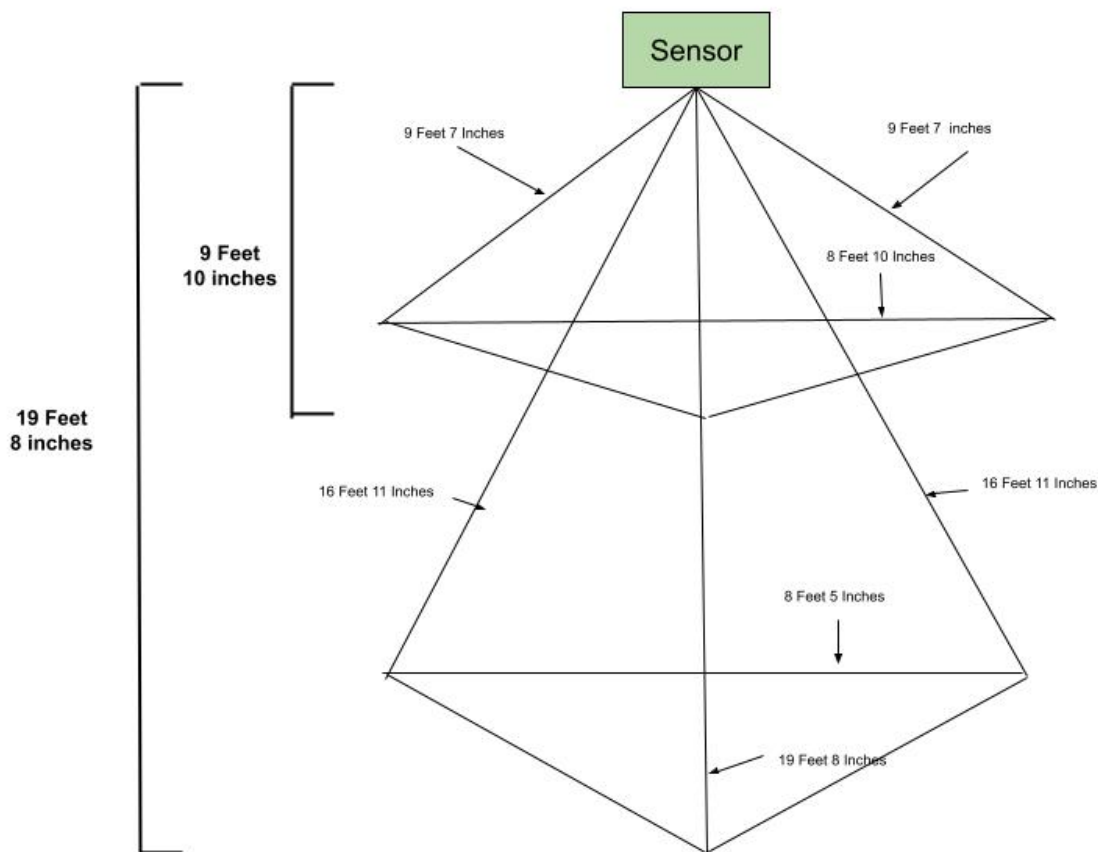 Sensor
9 Feet 7 Inches
9 Feet 7 inches
9 Feet
10 inches
8 Feet 10 Inches
19 Feet
8 inches
16 Feet 11 Inches
16 Feet 11 Inches
8 Feet 5 Inches
19 Feet 8 Inches